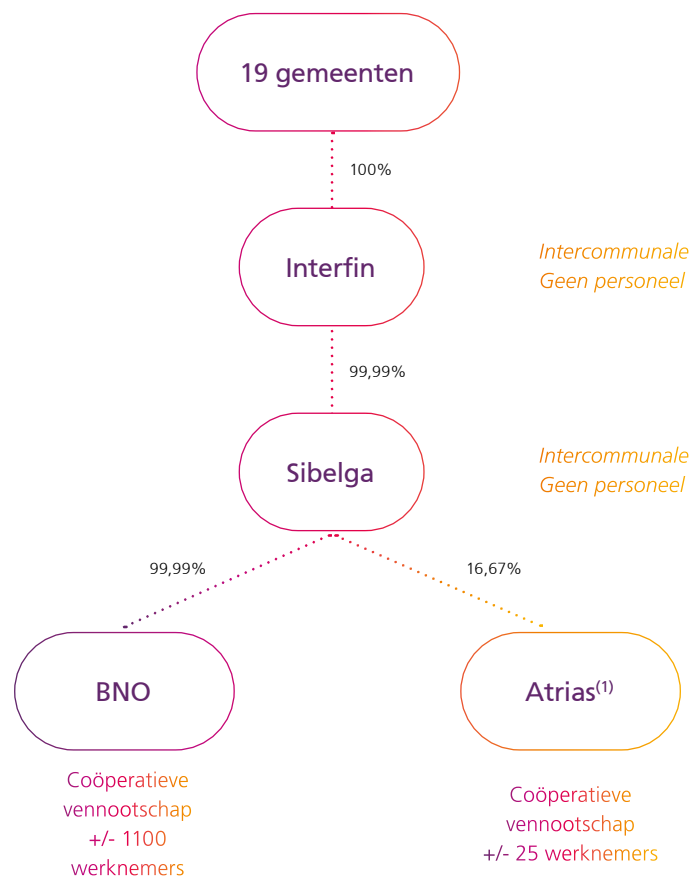 19 gemeenten
100%
Interfin
Intercommunale
Geen personeel
99,99%
Sibelga
Intercommunale
Geen personeel
99,99%
16,67%
BNO
Atrias(1)
Coöperatieve
vennootschap
+/- 1100
werknemers
Coöperatieve
vennootschap
+/- 25 werknemers